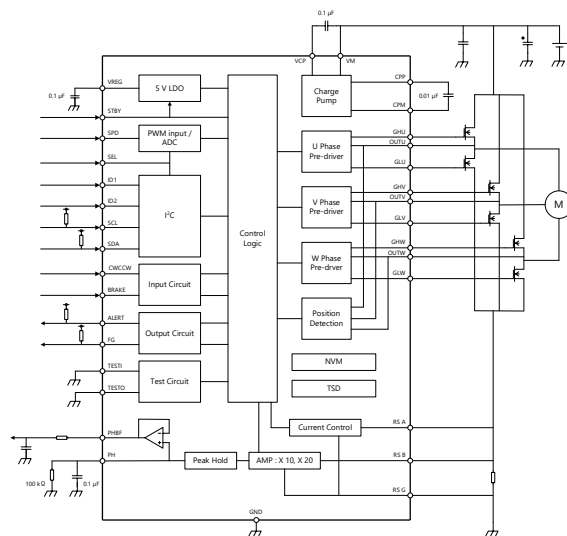 0.1 µF
VCP
VM
VREG
0.1 µF
5 V LDO
STBY
SPD
PWM input /
ADC
SEL
ID1
ID2
SCL
SDA
I²C
CWCCW
BRAKE
Input Circuit
ALERT
FG
Output Circuit
TESTI
TESTO
Test Circuit
PHBF
PH
100 kΩ
0.1 µF
Peak Hold
AMP : X 10, X 20
GND
Control
Logic
Charge
Pump
CPP
CPM
0.01 µF
U Phase
Pre-driver
GHU
OUTU
GLU
V Phase
Pre-driver
GHV
OUTV
GLV
W Phase
Pre-drver
GHW
OUTW
GLW
Position
Detection
NVM
TSD
Current Control
RS A
RS B
RS G
M